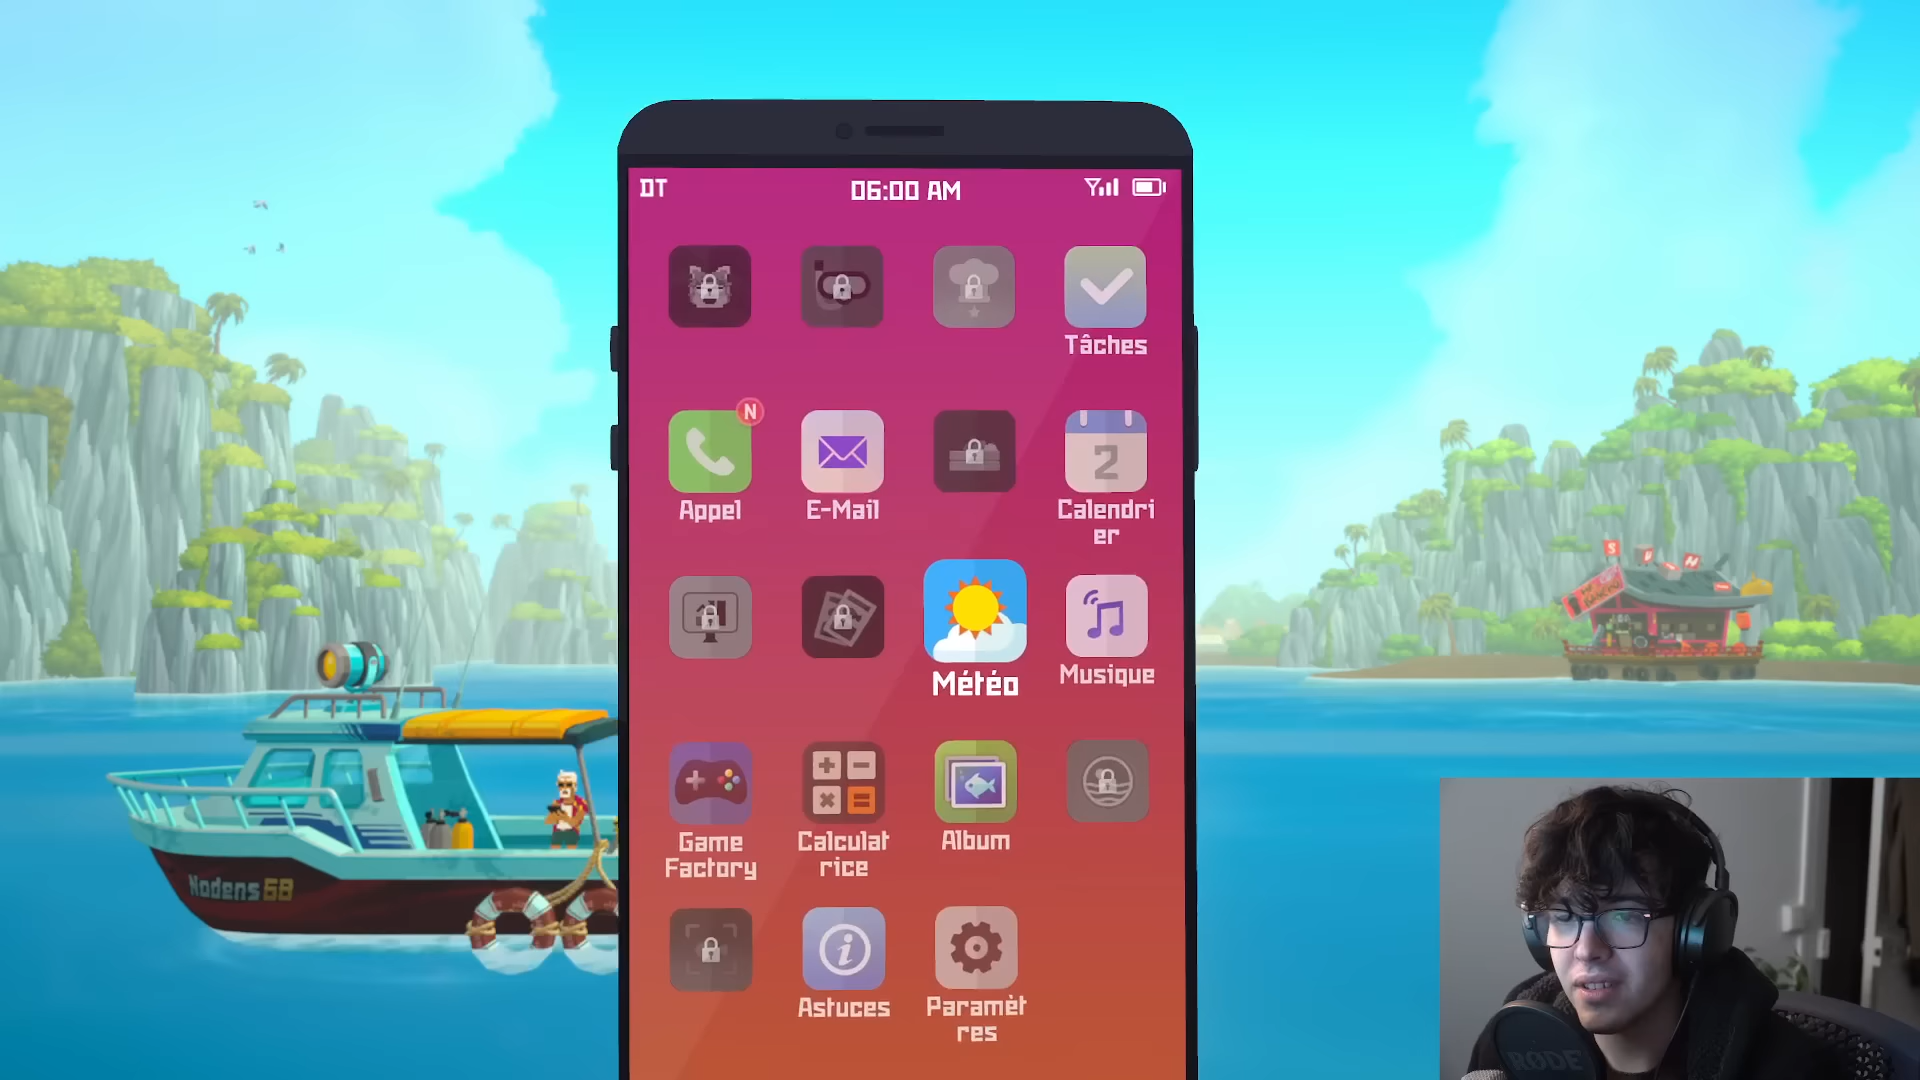 DT
06:00 AM
Tâches
N
Appel
E-Mail
2
Calendri
er
Météo
Musique
Game
Factory
Calculat
rice
Album
Astuces
Paramèt
res
Nodens 68
RØDE